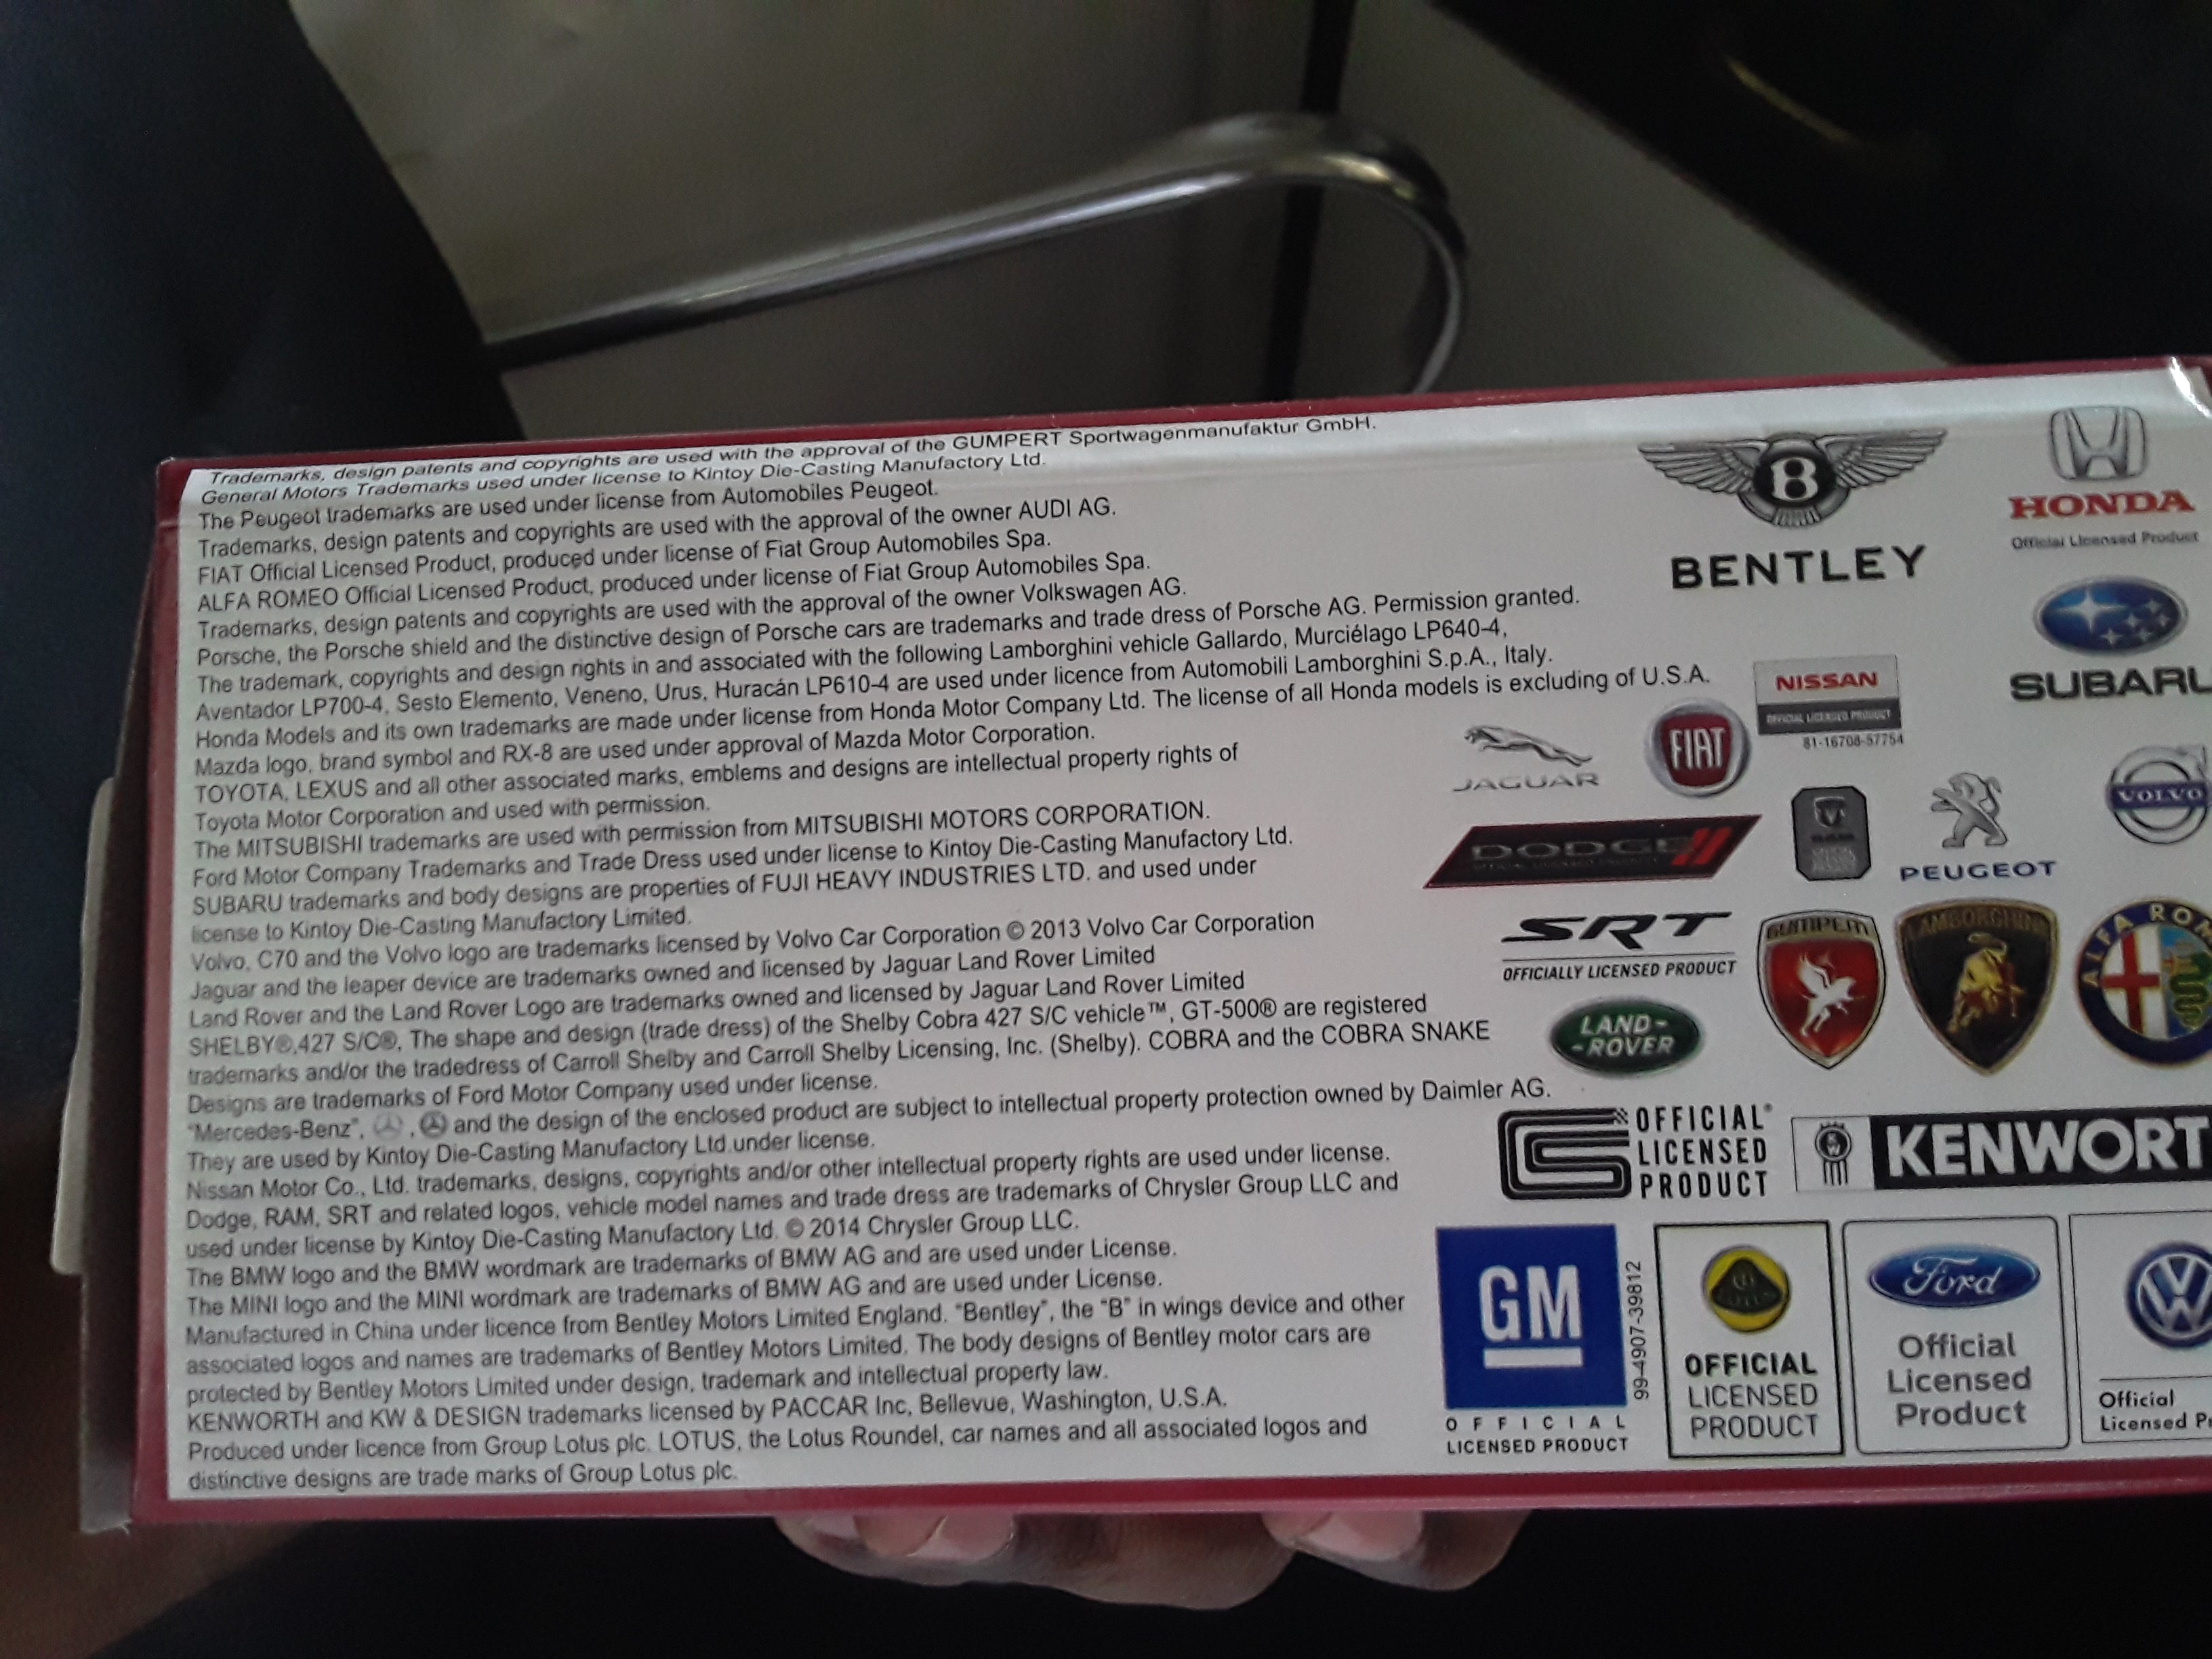 Trademarks, design patents and copyrights are used with the approval of the GUMPERT Sportwagenmanufaktur GmbH.
General Motors Trademarks used under license to Kintoy Die-Casting Manufactory Ltd.
The Peugeot trademarks are used under license from Automobiles Peugeot.
Trademarks, design patents and copyrights are used with the approval of the owner AUDI AG.
FIAT Official Licensed Product, produced under license of Fiat Group Automobiles Spa.
ALFA ROMEO Official Licensed Product, produced under license of Fiat Group Automobiles Spa.
Trademarks, design patents and copyrights are used with the approval of the owner Volkswagen AG.
Porsche, the Porsche shield and the distinctive design of Porsche cars are trademarks and trade dress of Porsche AG. Permission granted.
The trademark, copyrights and design rights in and associated with the following Lamborghini vehicle Gallardo, Murciélago LP640-4,
Aventador LP700-4, Sesto Elemento, Veneno, Urus, Huracán LP610-4 are used under licence from Automobili Lamborghini S.p.A., Italy.
Honda Models and its own trademarks are made under license from Honda Motor Company Ltd. The license of all Honda models is excluding of U.S.A.
Mazda logo, brand symbol and RX-8 are used under approval of Mazda Motor Corporation.
TOYOTA, LEXUS and all other associated marks, emblems and designs are intellectual property rights of
Toyota Motor Corporation and used with permission.
The MITSUBISHI trademarks are used with permission from MITSUBISHI MOTORS CORPORATION.
Ford Motor Company Trademarks and Trade Dress used under license to Kintoy Die-Casting Manufactory Ltd.
SUBARU trademarks and body designs are properties of FUJI HEAVY INDUSTRIES LTD. and used under
license to Kintoy Die-Casting Manufactory Limited.
Volvo, C70 and the Volvo logo are trademarks licensed by Volvo Car Corporation © 2013 Volvo Car Corporation
Jaguar and the leaper device are trademarks owned and licensed by Jaguar Land Rover Limited
Land Rover and the Land Rover Logo are trademarks owned and licensed by Jaguar Land Rover Limited
SHELBY®,427 S/C®, The shape and design (trade dress) of the Shelby Cobra 427 S/C vehicle™, GT-500® are registered
trademarks and/or the tradedress of Carroll Shelby and Carroll Shelby Licensing, Inc. (Shelby). COBRA and the COBRA SNAKE
Designs are trademarks of Ford Motor Company used under license.
"Mercedes-Benz", , and the design of the enclosed product are subject to intellectual property protection owned by Daimler AG.
They are used by Kintoy Die-Casting Manufactory Ltd.under license.
Nissan Motor Co., Ltd. trademarks, designs, copyrights and/or other intellectual property rights are used under license.
Dodge, RAM, SRT and related logos, vehicle model names and trade dress are trademarks of Chrysler Group LLC and
used under license by Kintoy Die-Casting Manufactory Ltd. © 2014 Chrysler Group LLC.
The BMW logo and the BMW wordmark are trademarks of BMW AG and are used under License.
The MINI logo and the MINI wordmark are trademarks of BMW AG and are used under License.
Manufactured in China under licence from Bentley Motors Limited England. "Bentley", the "B" in wings device and other
associated logos and names are trademarks of Bentley Motors Limited. The body designs of Bentley motor cars are
protected by Bentley Motors Limited under design, trademark and intellectual property law.
KENWORTH and KW & DESIGN trademarks licensed by PACCAR Inc, Bellevue, Washington, U.S.A.
Produced under licence from Group Lotus plc. LOTUS, the Lotus Roundel, car names and all associated logos and
distinctive designs are trade marks of Group Lotus plc.
B
BENTLEY
HONDA
Official Licensed Product
SUBARU
NISSAN
OFFICIAL LICENSED PRODUCT
81-16708-57754
JAGUAR
FIAT
VOLVO
DODGE
PEUGEOT
SRT
OFFICIALLY LICENSED PRODUCT
GUMPERT
LAMBORGHINI
ALFA ROM
LAND-
-ROVER
OFFICIAL
LICENSED
PRODUCT
KW
KENWORT
GM
OFFICIAL
LICENSED PRODUCT
99-4907-39812
OFFICIAL
LICENSED
PRODUCT
Ford
Official
Licensed
Product
VW
Official
Licensed Pr